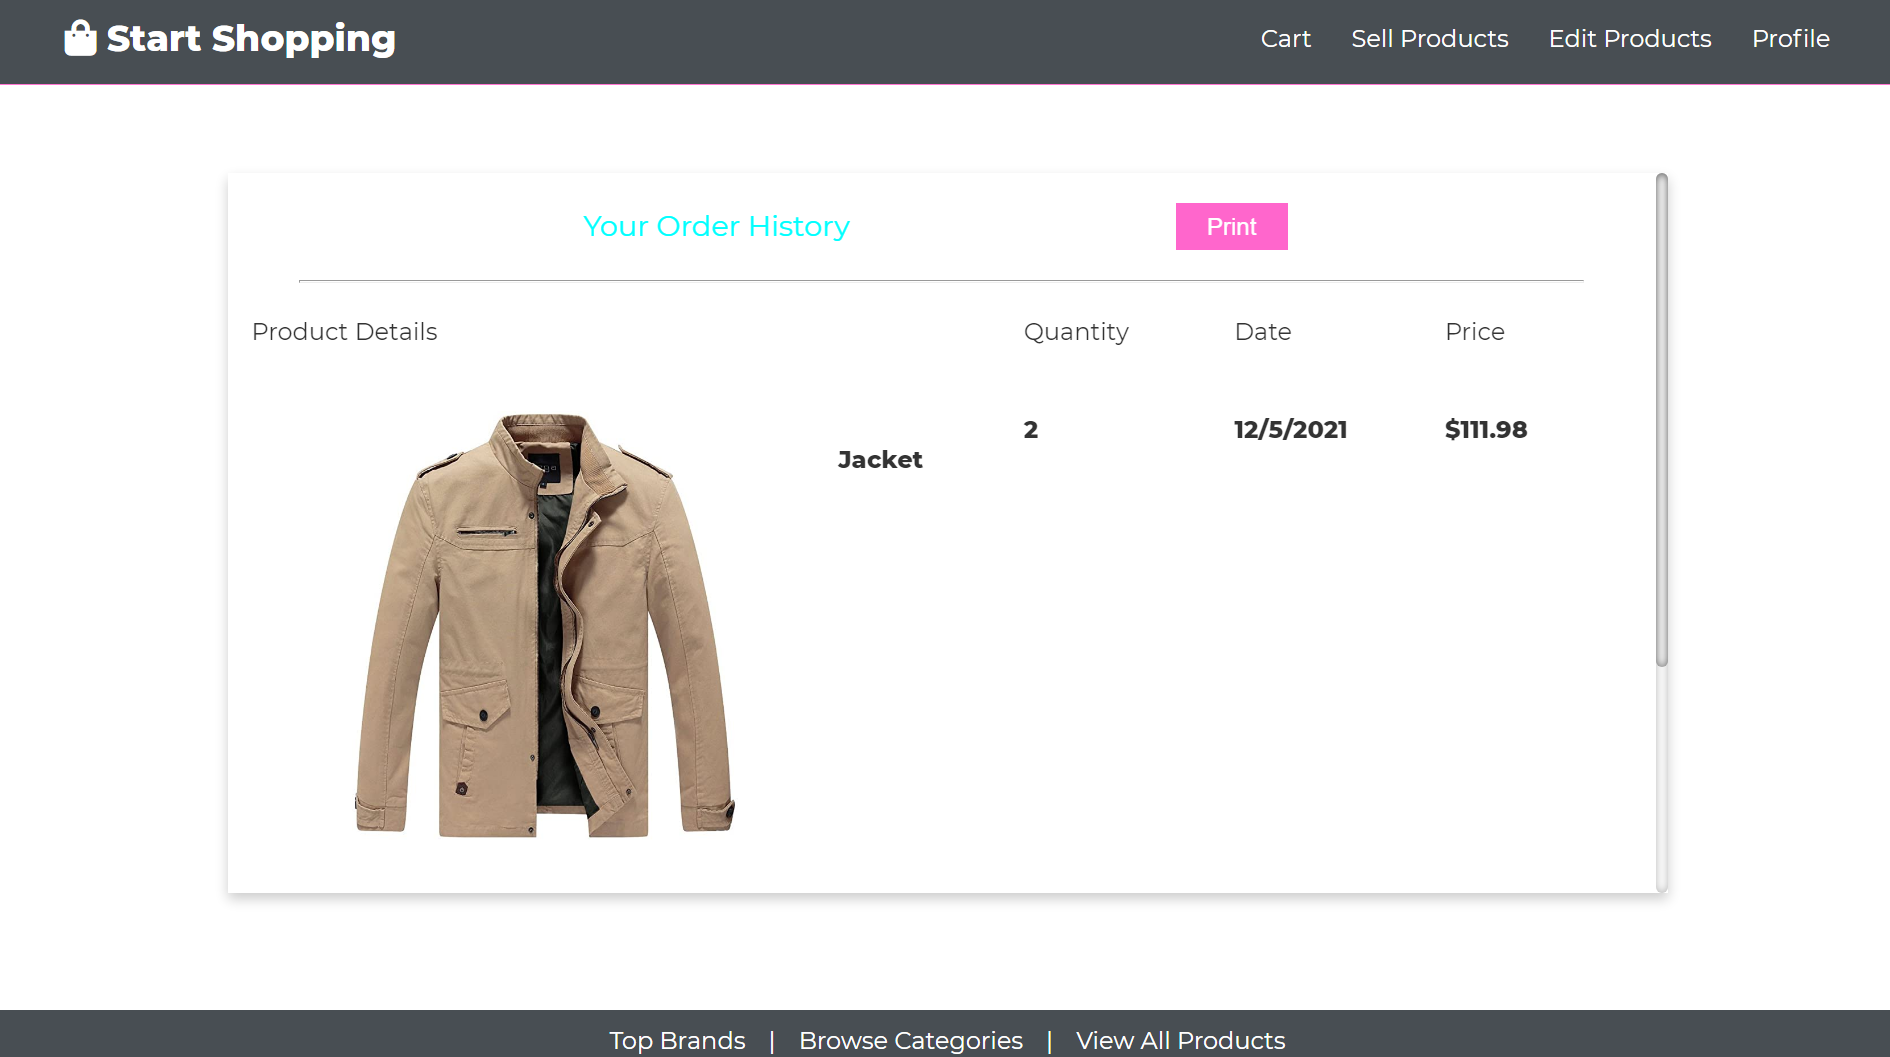 Start Shopping
Cart Sell Products Edit Products Profile
Your Order History
Print
Product Details Quantity Date Price
Jacket 2 12/5/2021 $111.98
Top Brands | Browse Categories | View All Products